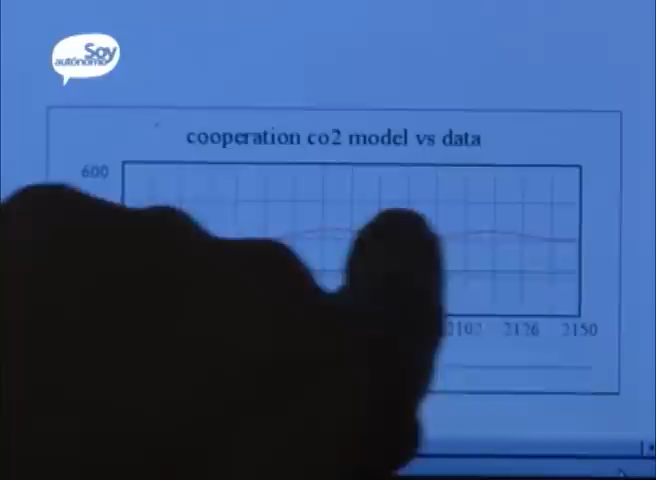 Soy
autónomo
cooperation co2 model vs data
600
2102 2126 2150